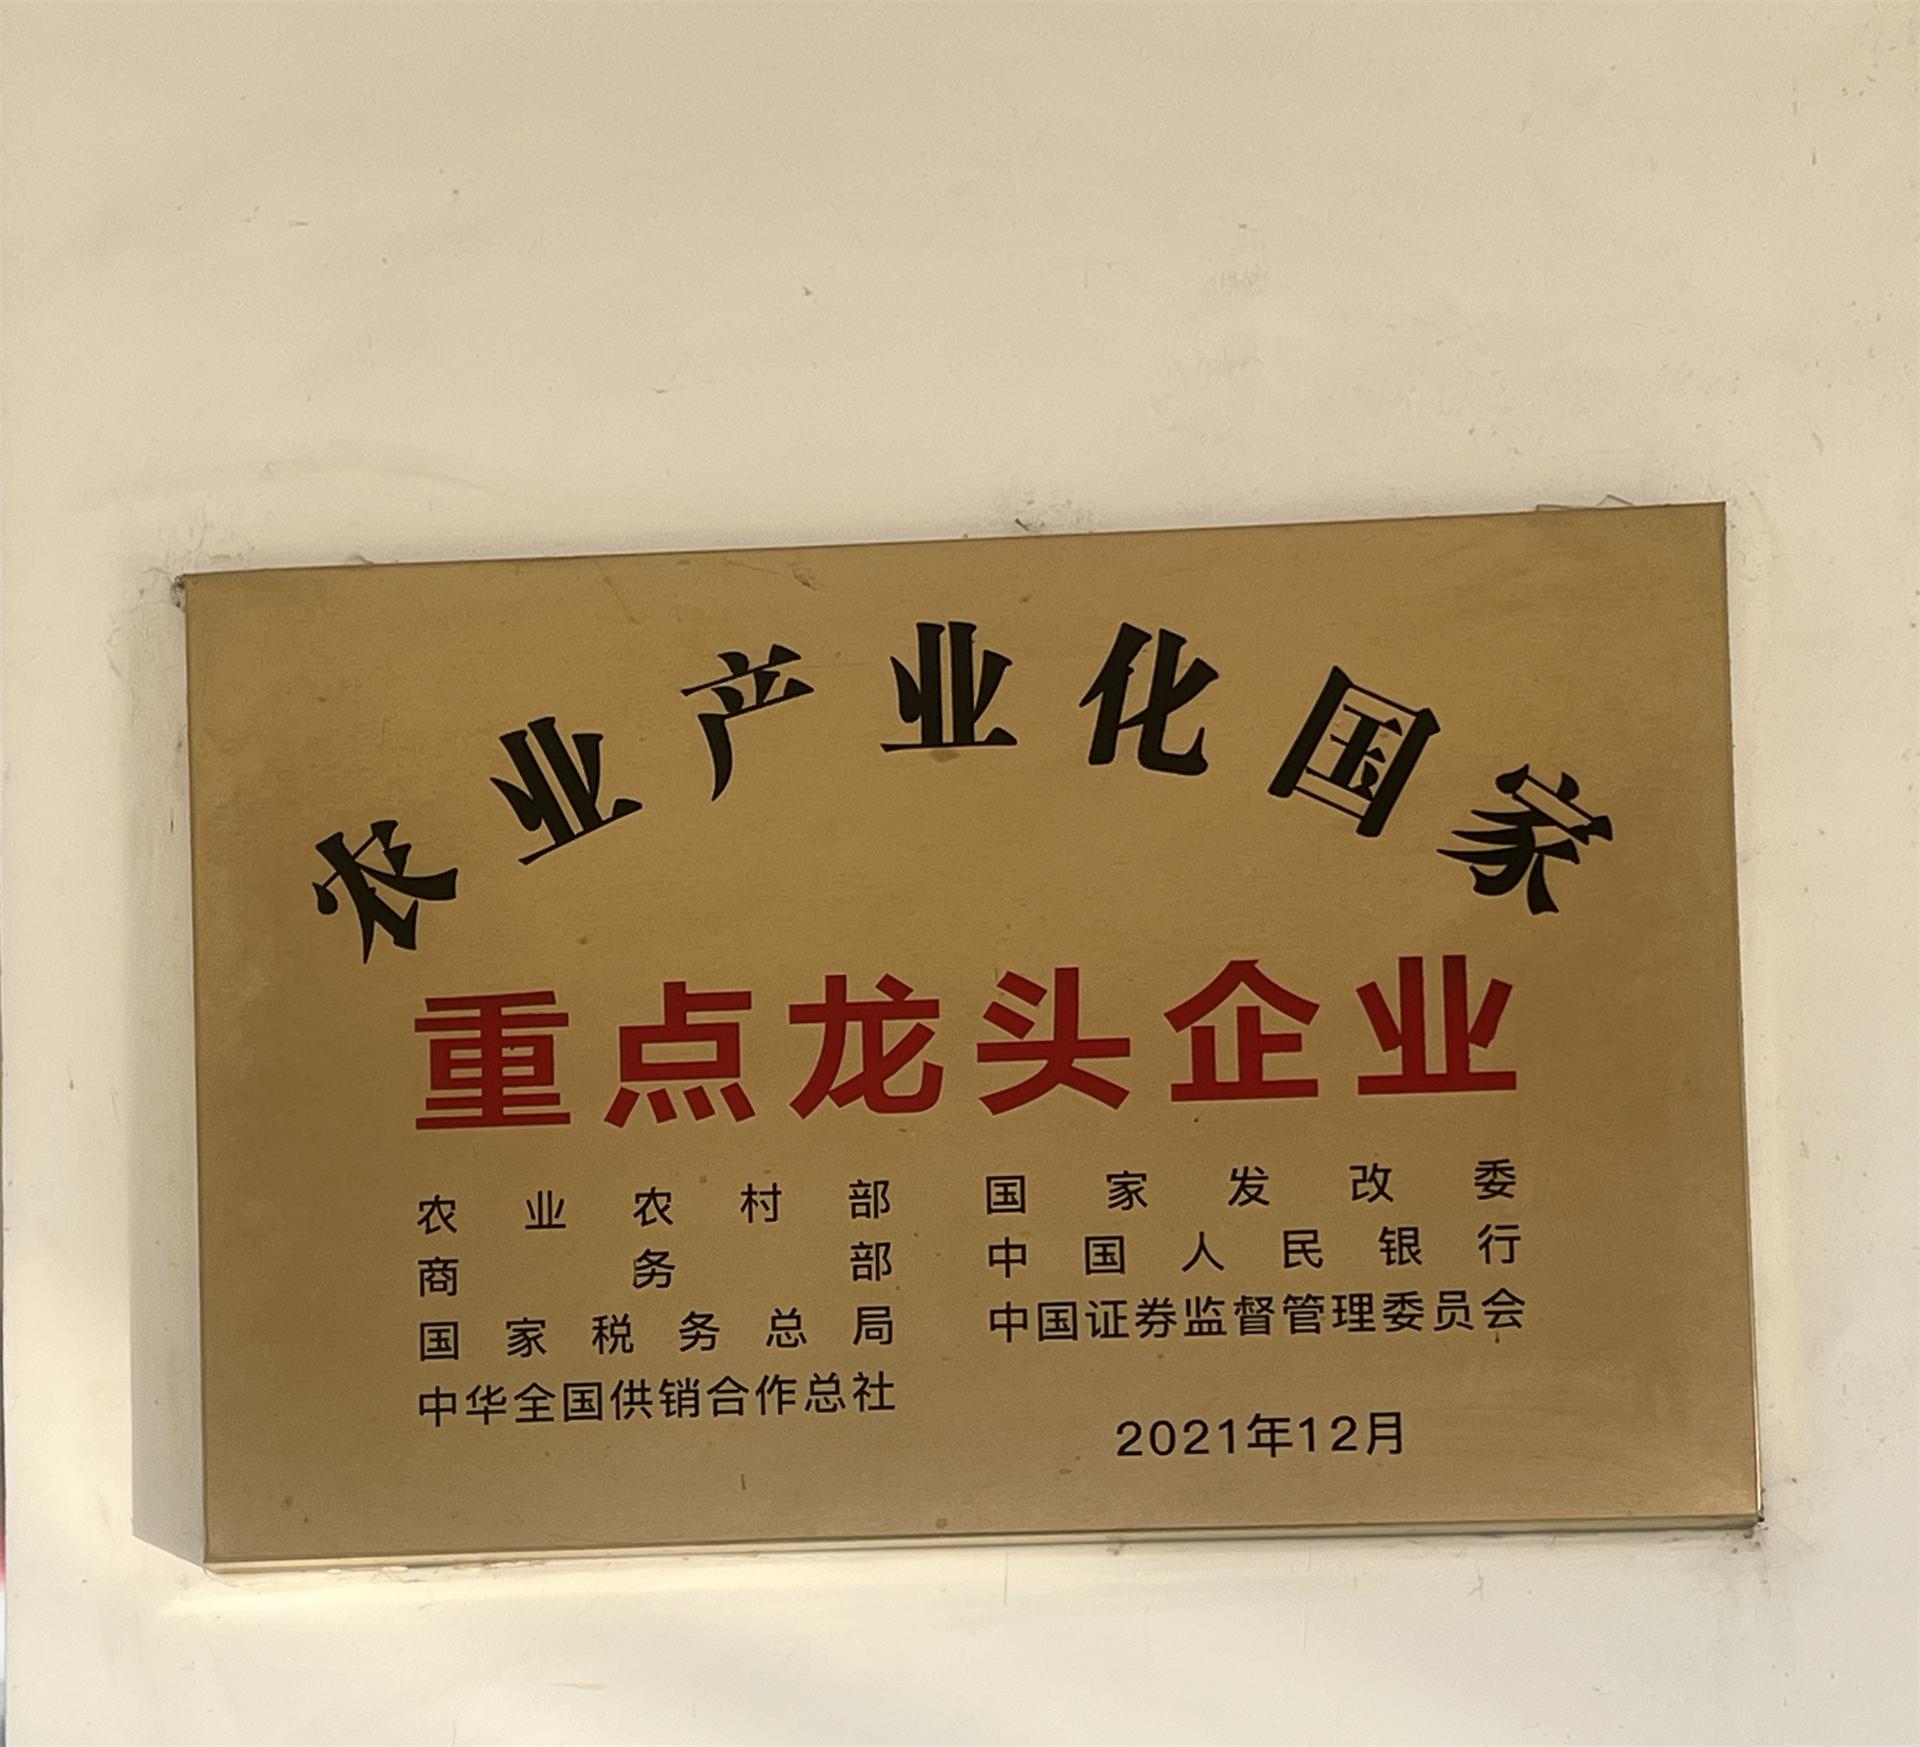 农业产业化国家
重点龙头企业
农业农村部 国家发改委
商务部 中国人民银行
国家税务总局 中国证券监督管理委员会
中华全国供销合作总社
2021年12月